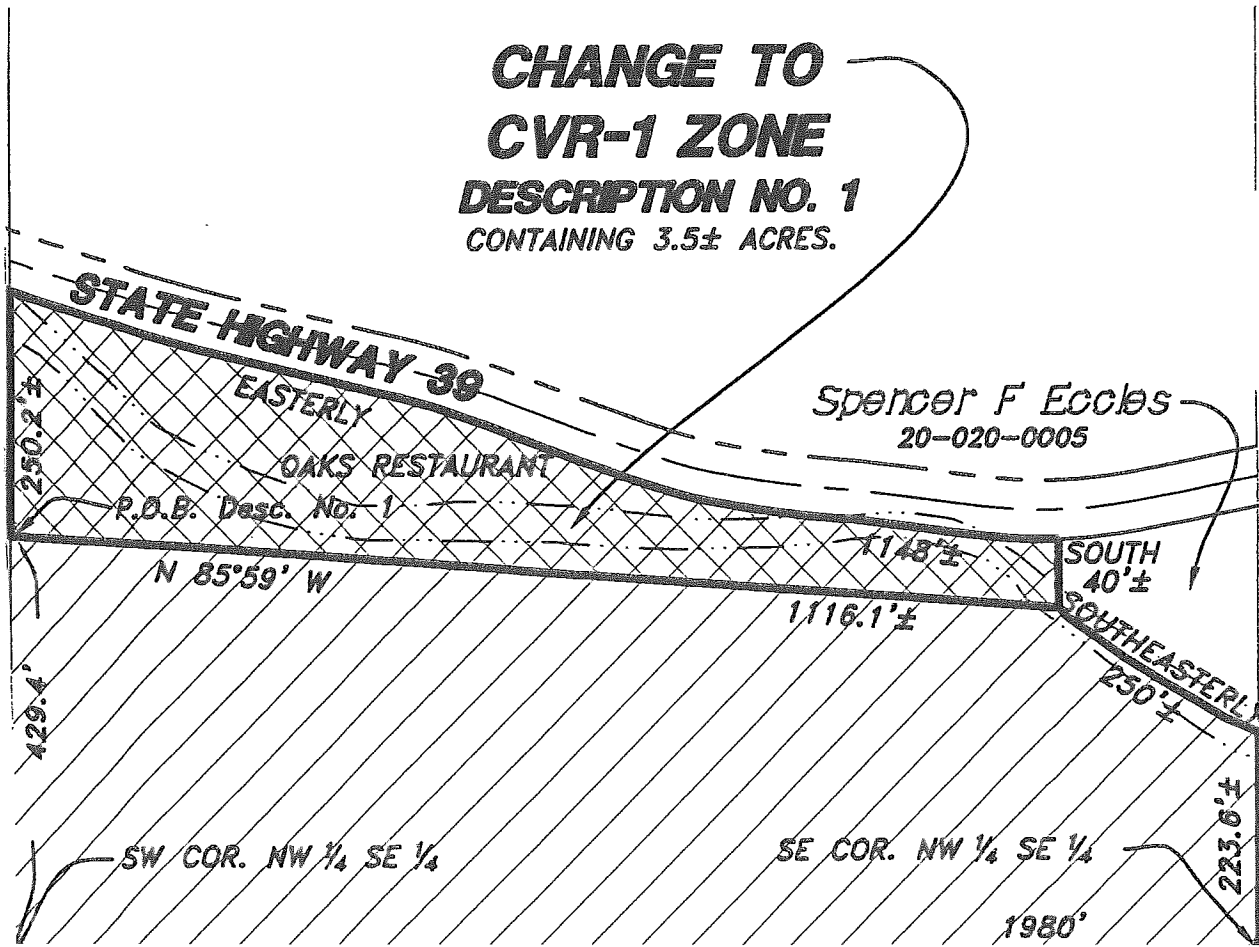 CHANGE TO
CVR-1 ZONE
DESCRIPTION NO. 1
CONTAINING 3.5± ACRES.
STATE HIGHWAY 39
EASTERLY
Spencer F Eccles
20-020-0005
250.2'±
OAKS RESTAURANT
P.O.B. Desc. No. 1
1148'±
SOUTH
40'±
N 85°59' W
1116.1'±
SOUTHEASTERLY
250'±
429.4'
223.6'±
SW COR. NW ¼ SE ¼
SE COR. NW ¼ SE ¼
1980'